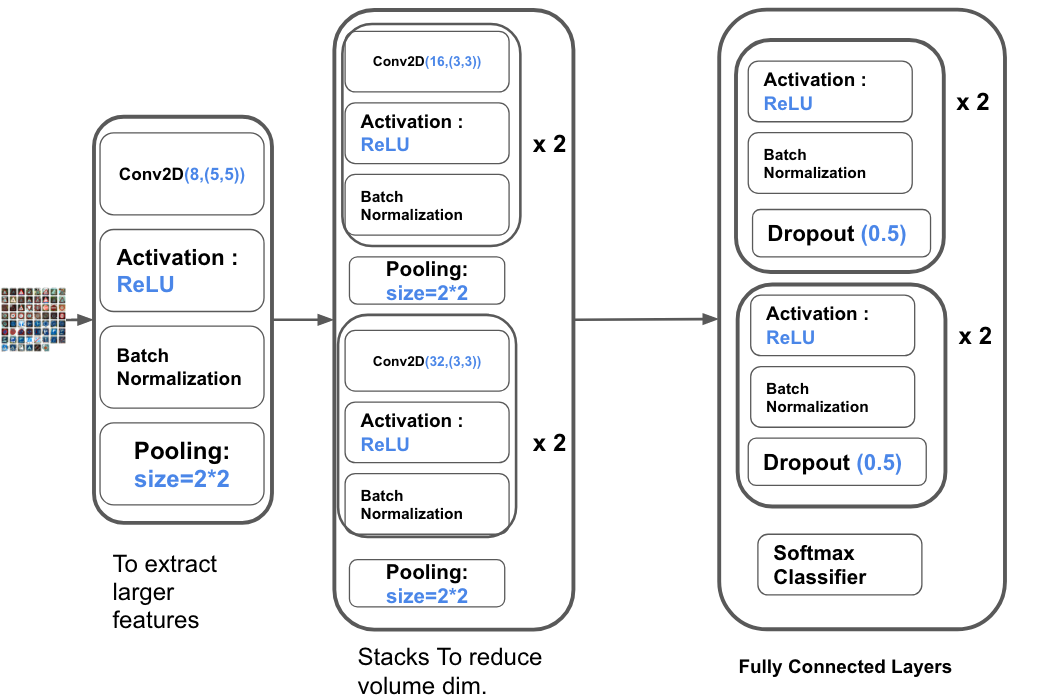 Conv2D(8,(5,5))
Activation :
ReLU
Batch
Normalization
Pooling:
size=2*2
To extract
larger
features
Conv2D(16,(3,3))
Activation :
ReLU
Batch
Normalization
x 2
Pooling:
size=2*2
Conv2D(32,(3,3))
Activation :
ReLU
Batch
Normalization
x 2
Pooling:
size=2*2
Stacks To reduce
volume dim.
Activation :
ReLU
Batch
Normalization
Dropout (0.5)
x 2
Activation :
ReLU
Batch
Normalization
Dropout (0.5)
x 2
Softmax
Classifier
Fully Connected Layers